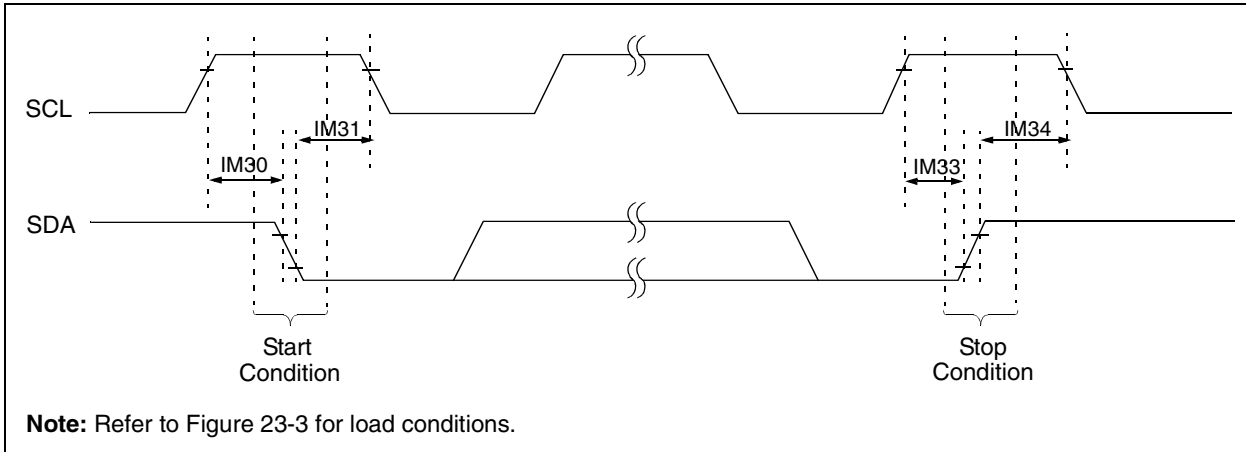 SCL
IM31
IM34
IM30
IM33
SDA
Start
Condition
Stop
Condition
Note: Refer to Figure 23-3 for load conditions.